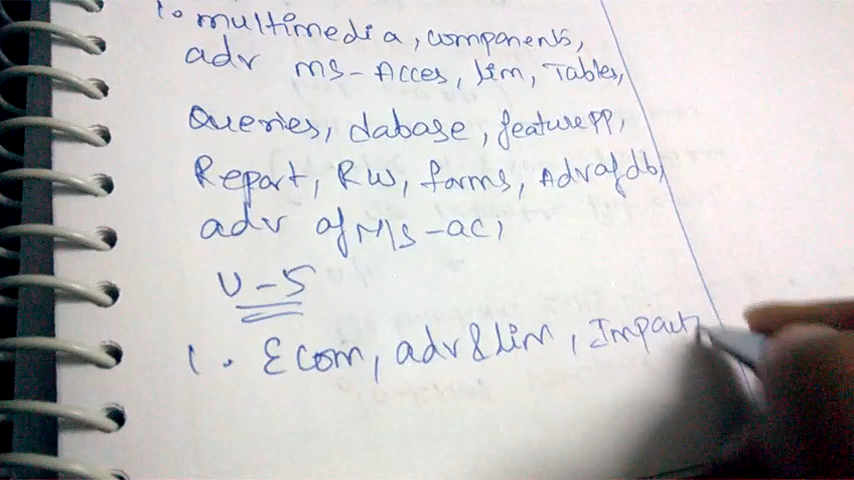 1. multimedia, components,
adv MS-Acces, lim, Tables,
Queries, dabase, feature pp,
Report, RW, forms, Adv of db,
adv of M/S-ac,
U-5
1. Ecom, adv & lim, Impact